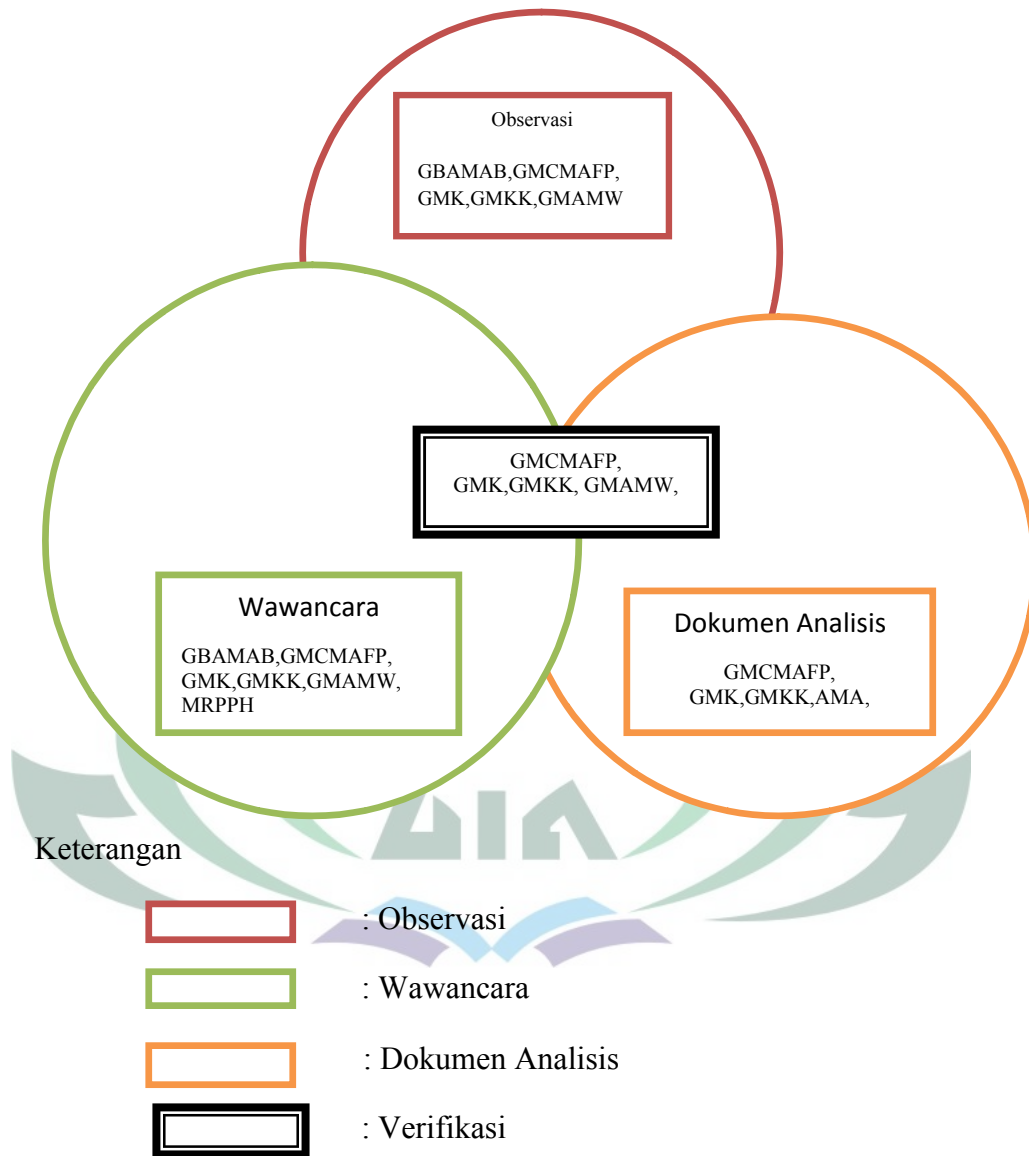 Observasi
GBAMAB,GMCMAFP,
GMK,GMKK,GMAMW
GMCMAFP,
GMK,GMKK, GMAMW,
Wawancara
GBAMAB,GMCMAFP,
GMK,GMKK,GMAMW,
MRPPH
Dokumen Analisis
GMCMAFP,
GMK,GMKK,AMA,
Keterangan
: Observasi
: Wawancara
: Dokumen Analisis
: Verifikasi